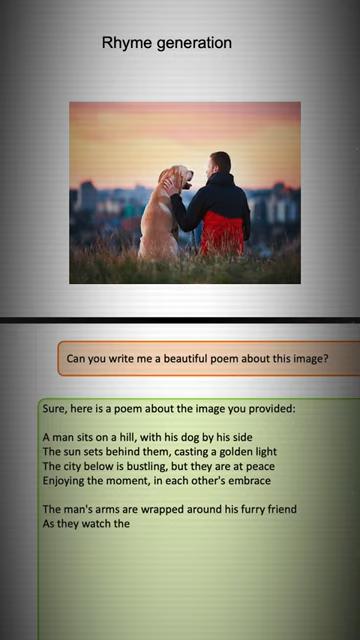 Rhyme generation
Can you write me a beautiful poem about this image?
Sure, here is a poem about the image you provided:
A man sits on a hill, with his dog by his side
The sun sets behind them, casting a golden light
The city below is bustling, but they are at peace
Enjoying the moment, in each other's embrace
The man's arms are wrapped around his furry friend
As they watch the